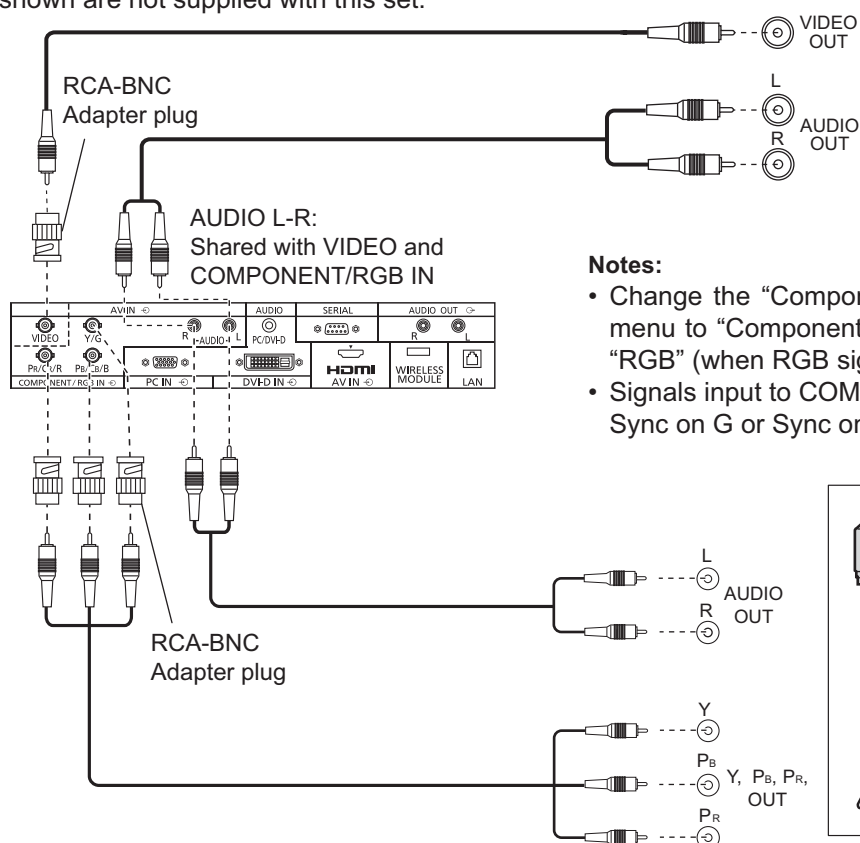 shown are not supplied with this set.
VIDEO
OUT
RCA-BNC
Adapter plug
L
R
AUDIO
OUT
AUDIO L-R:
Shared with VIDEO and
COMPONENT/RGB IN
Notes:
• Change the “Compon
menu to “Component
“RGB” (when RGB sig
• Signals input to COM
Sync on G or Sync or
AV IN
AUDIO
SERIAL
AUDIO OUT
VIDEO
Y/G
R
AUDIO
L
PC/DVI-D
R
L
PR/CR/R
PB/CB/B
HDMI
WIRELESS
MODULE
COMPONENT/RGB IN
PC IN
DVI-D IN
AV IN
LAN
L
R
AUDIO
OUT
RCA-BNC
Adapter plug
Y
PB
PR
Y, PB, PR,
OUT